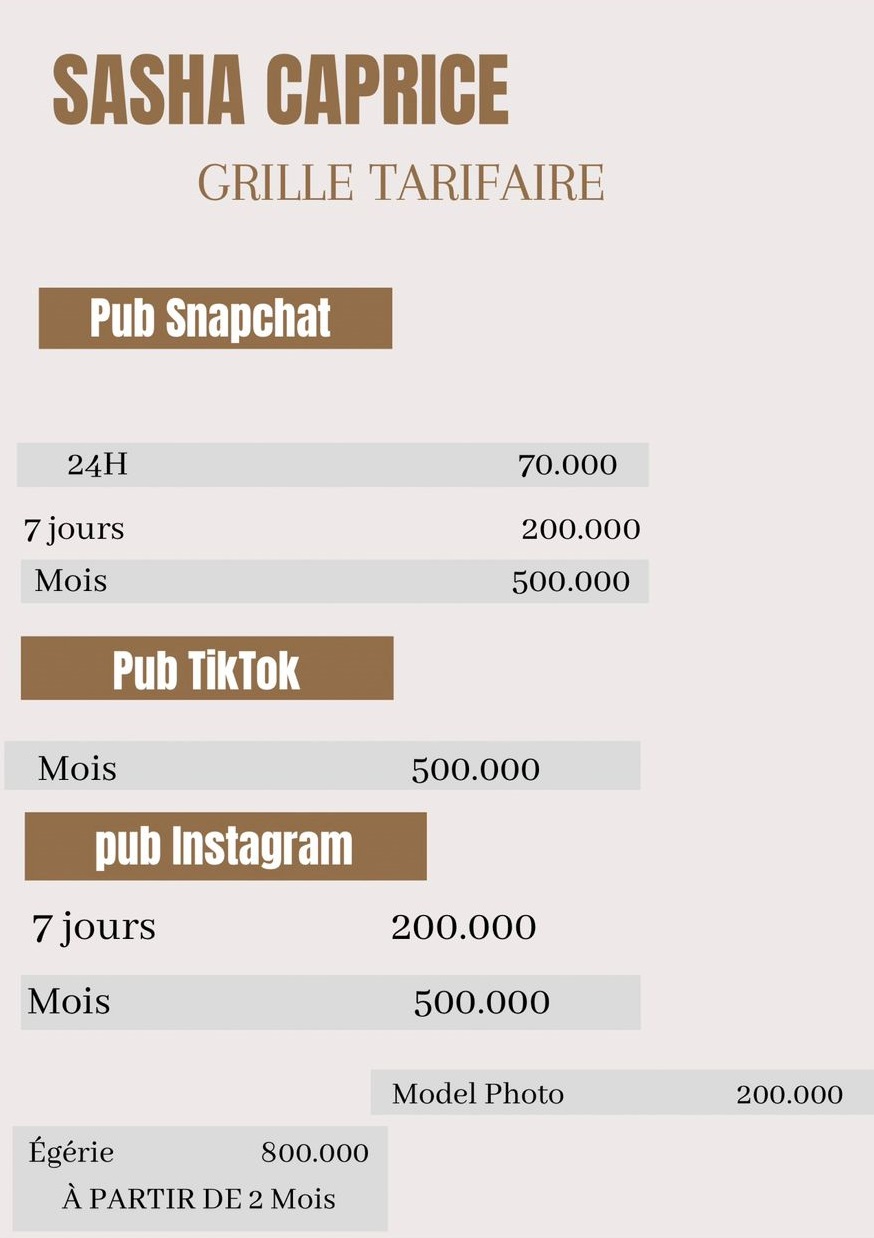 SASHA CAPRICE
GRILLE TARIFAIRE
Pub Snapchat
24H 70.000
7 jours 200.000
Mois 500.000
Pub TikTok
Mois 500.000
pub Instagram
7 jours 200.000
Mois 500.000
Model Photo 200.000
Égérie 800.000
À PARTIR DE 2 Mois